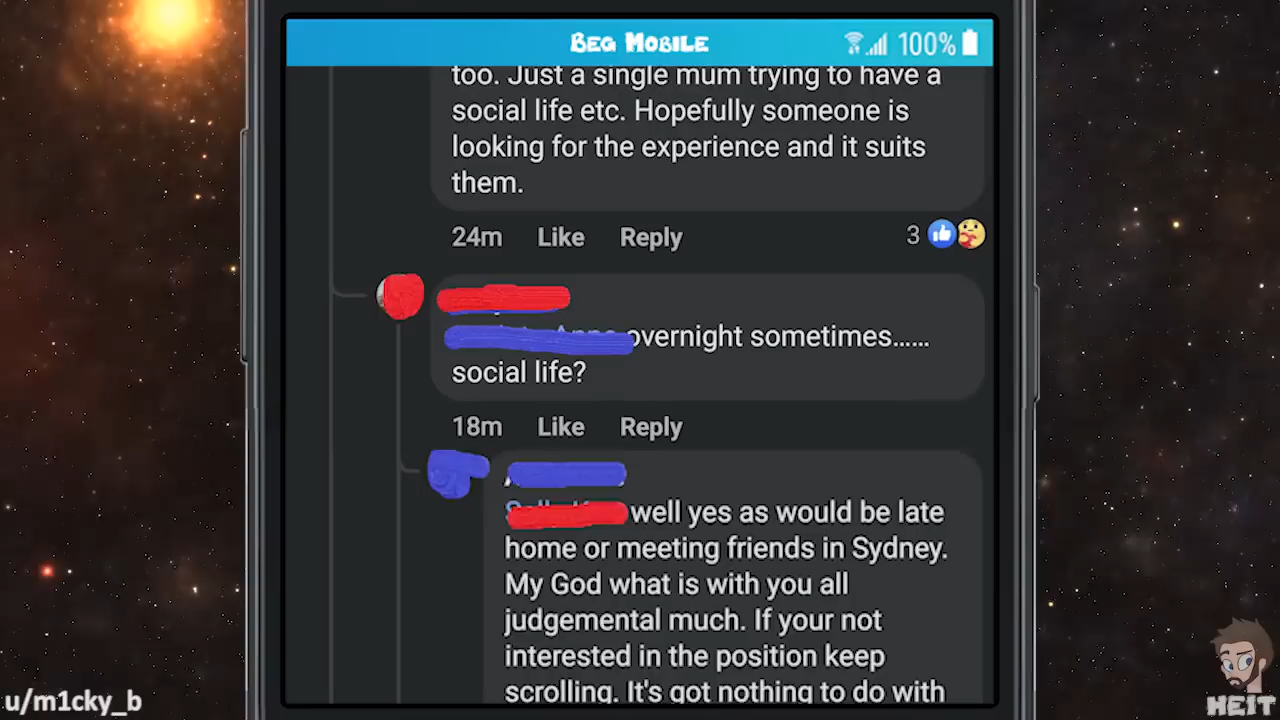 BEG MOBILE
100%
too. Just a single mum trying to have a
social life etc. Hopefully someone is
looking for the experience and it suits
them.
24m Like Reply 3
overnight sometimes......
social life?
18m Like Reply
well yes as would be late
home or meeting friends in Sydney.
My God what is with you all
judgemental much. If your not
interested in the position keep
scrolling. It's got nothing to do with
u/m1cky_b
HEIT